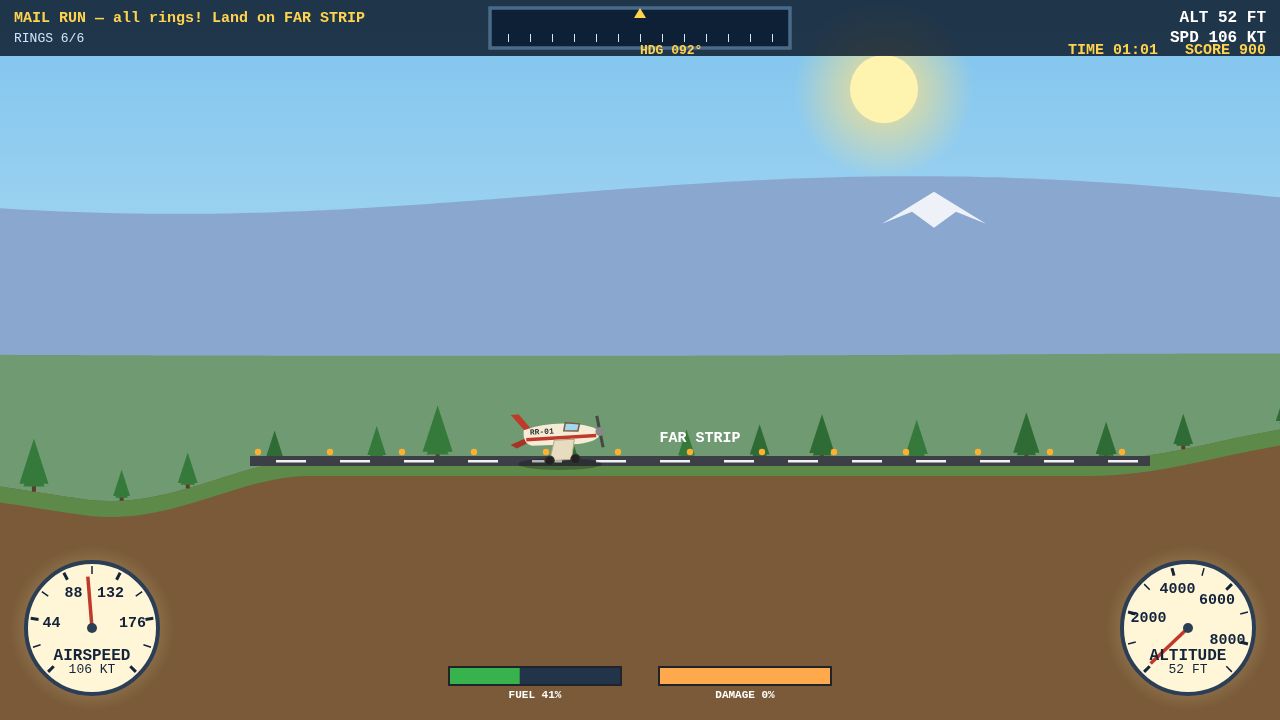 MAIL RUN — all rings! Land on FAR STRIP
RINGS 6/6
HDG 092°
ALT 52 FT
SPD 106 KT
TIME 01:01 SCORE 900
RR-01
FAR STRIP
88 132
44 176
AIRSPEED
106 KT
FUEL 41%
DAMAGE 0%
4000 6000
2000 8000
ALTITUDE
52 FT